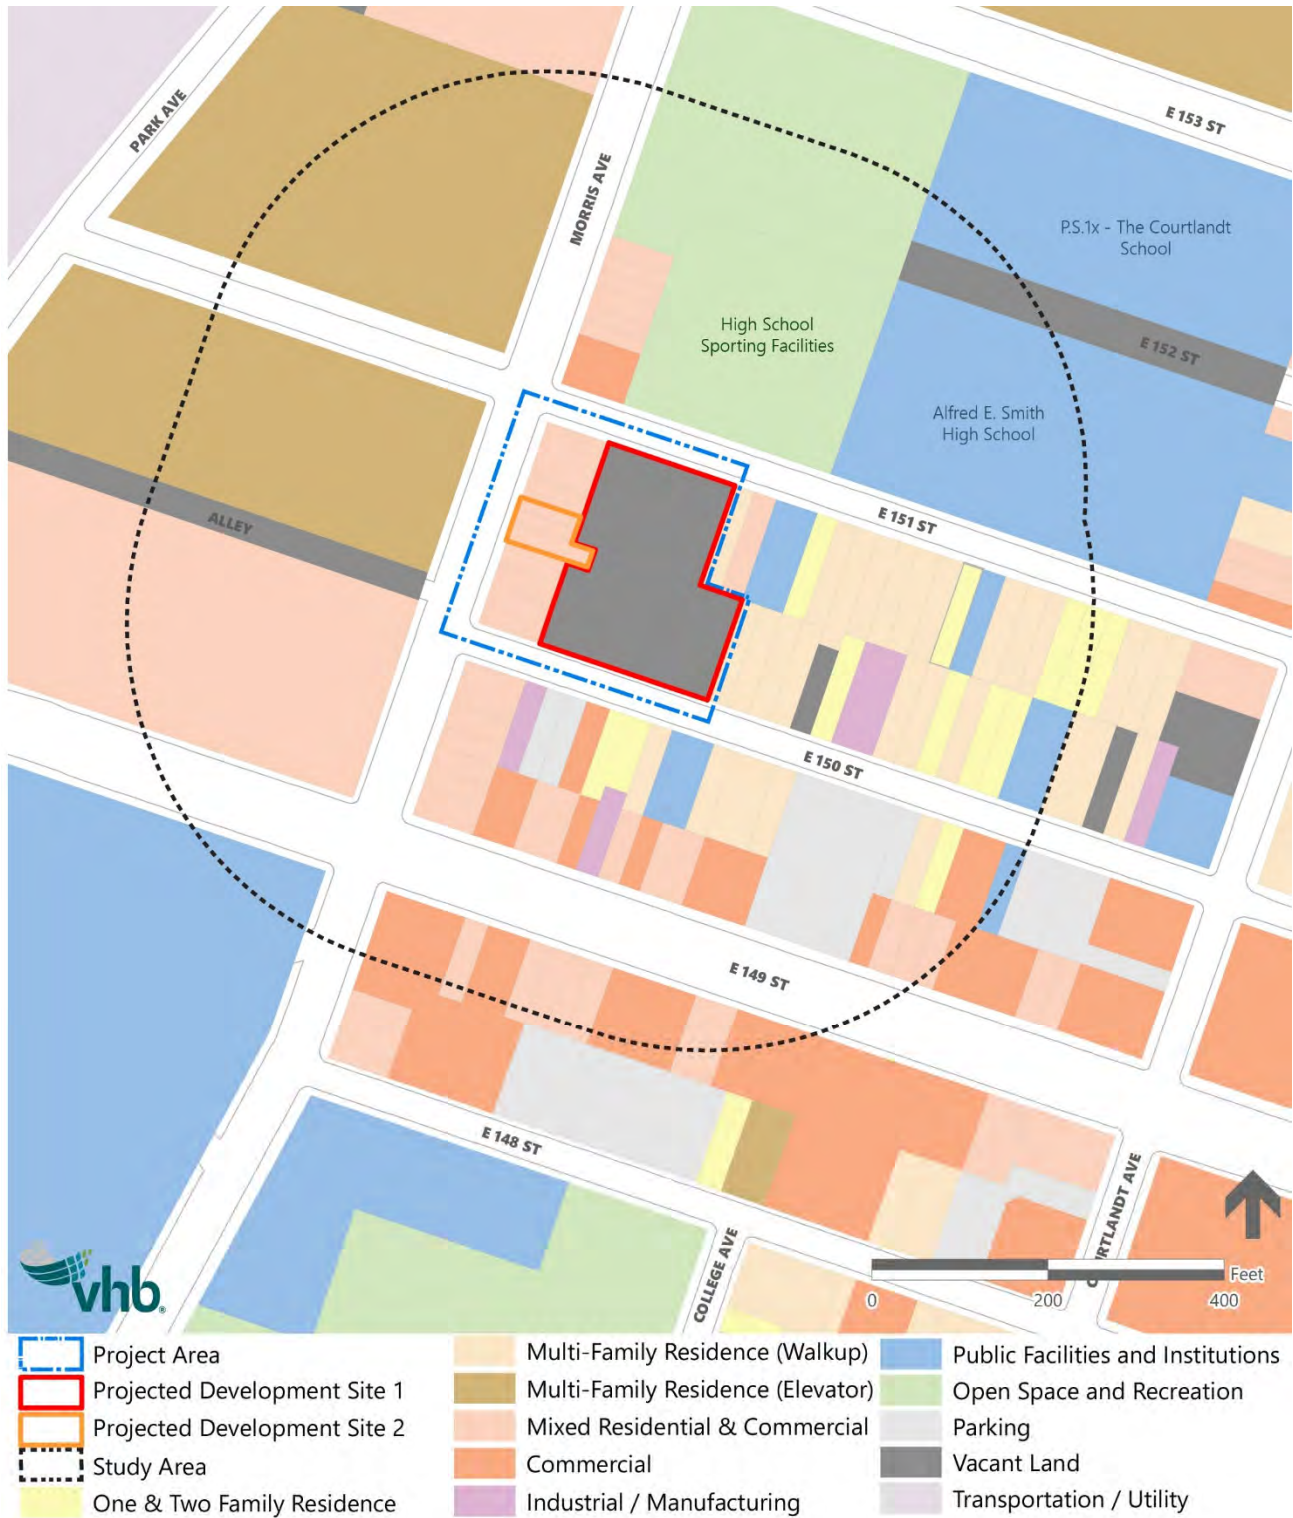 PARK AVE
E 153 ST
MORRIS AVE
P.S.1x - The Courtlandt
School
High School
Sporting Facilities
E 152 ST
Alfred E. Smith
High School
E 151 ST
ALLEY
E 150 ST
E 149 ST
E 148 ST
COLLEGE AVE
vhb®
Feet
0
200
400
Project Area
Projected Development Site 1
Projected Development Site 2
Study Area
One & Two Family Residence
Multi-Family Residence (Walkup)
Multi-Family Residence (Elevator)
Mixed Residential & Commercial
Commercial
Industrial / Manufacturing
Public Facilities and Institutions
Open Space and Recreation
Parking
Vacant Land
Transportation / Utility